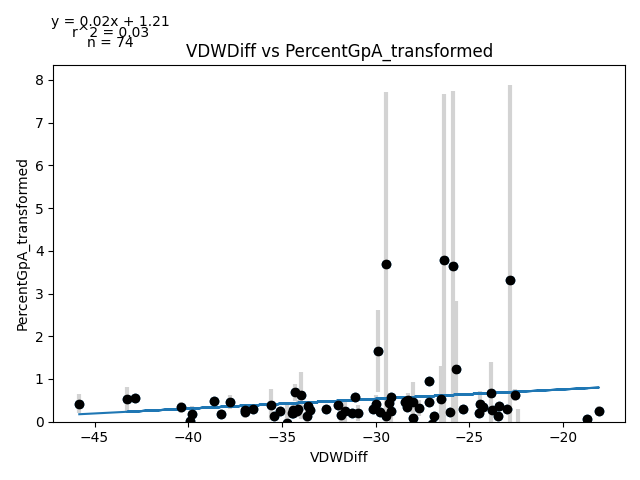 y = 0.02x + 1.21
r^2 = 0.03
n = 74
VDWDiff vs PercentGpA_transformed
PercentGpA_transformed
8
7
6
5
4
3
2
1
0
−45
−40
−35
−30
−25
−20
VDWDiff